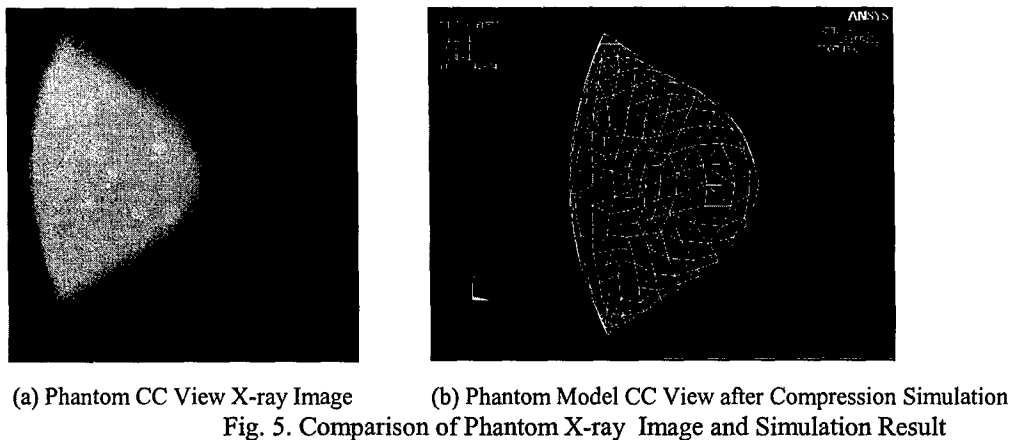 ANSYS
(a) Phantom CC View X-ray Image
(b) Phantom Model CC View after Compression Simulation
Fig. 5. Comparison of Phantom X-ray Image and Simulation Result